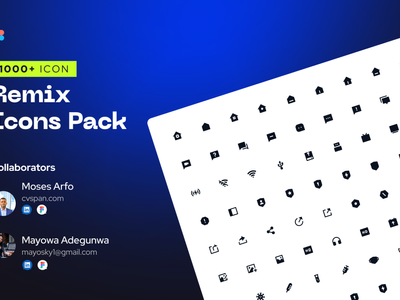 1000+ ICON
Remix
Icons Pack
Collaborators
Moses Arfo
cvspan.com
Mayowa Adegunwa
mayosky1@gmail.com